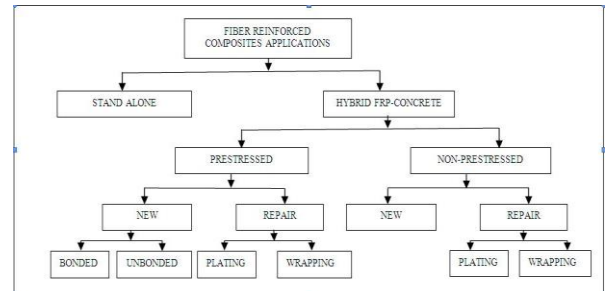 FIBER REINFORCED
COMPOSITES APPLICATIONS
STAND ALONE
HYBRID FRP-CONCRETE
PRESTRESSED
NON-PRESTRESSED
NEW
REPAIR
NEW
REPAIR
BONDED
UNBONDED
PLATING
WRAPPING
PLATING
WRAPPING